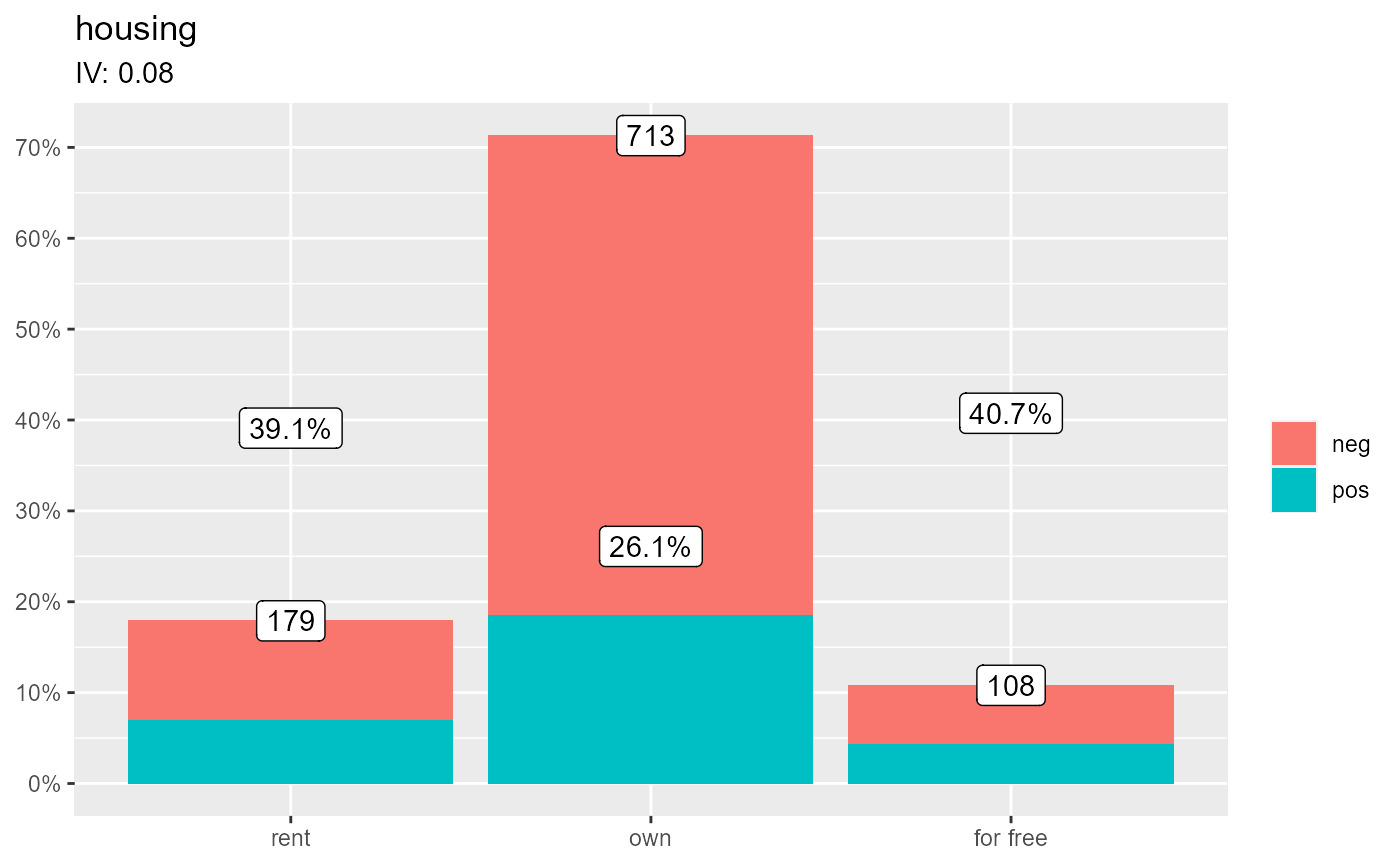 housing
IV: 0.08
70%
60%
50%
40%
30%
20%
10%
0%
713
39.1%
40.7%
26.1%
179
108
rent
own
for free
neg
pos